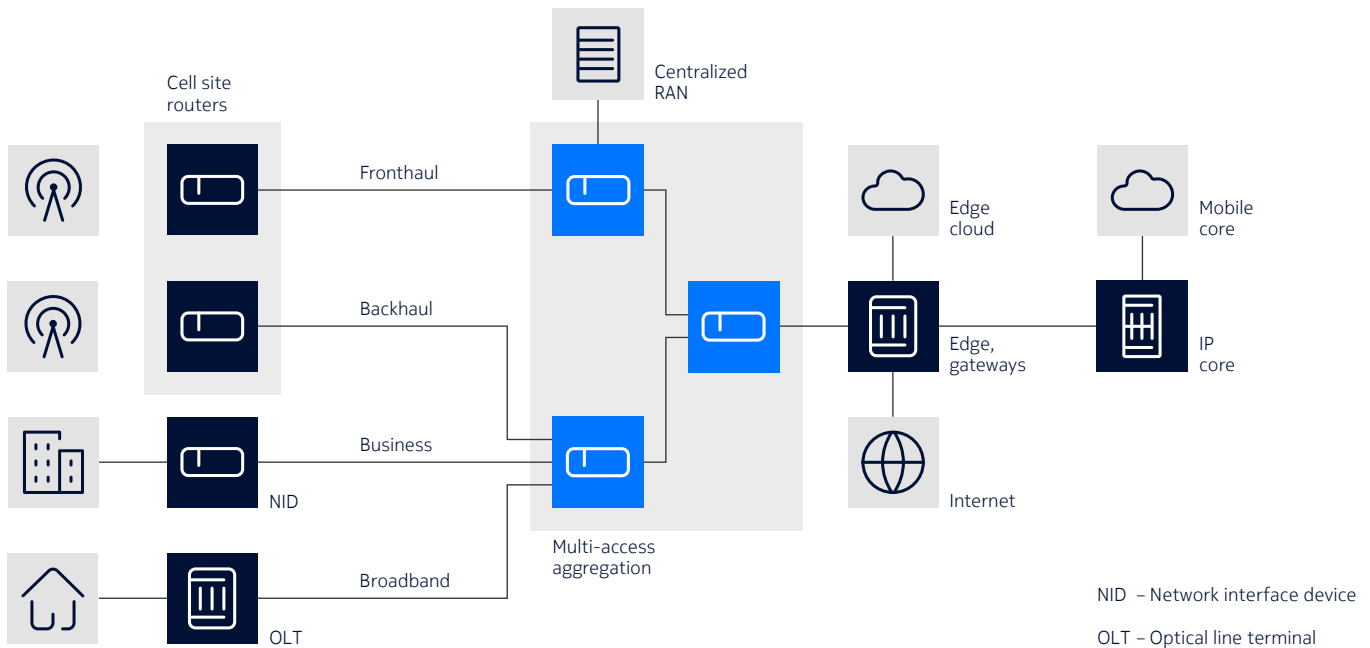 Centralized
RAN
Cell site
routers
Fronthaul
Edge
cloud
Mobile
core
Backhaul
Edge,
gateways
IP
core
Business
NID
Internet
Multi-access
aggregation
Broadband
OLT
NID – Network interface device
OLT – Optical line terminal